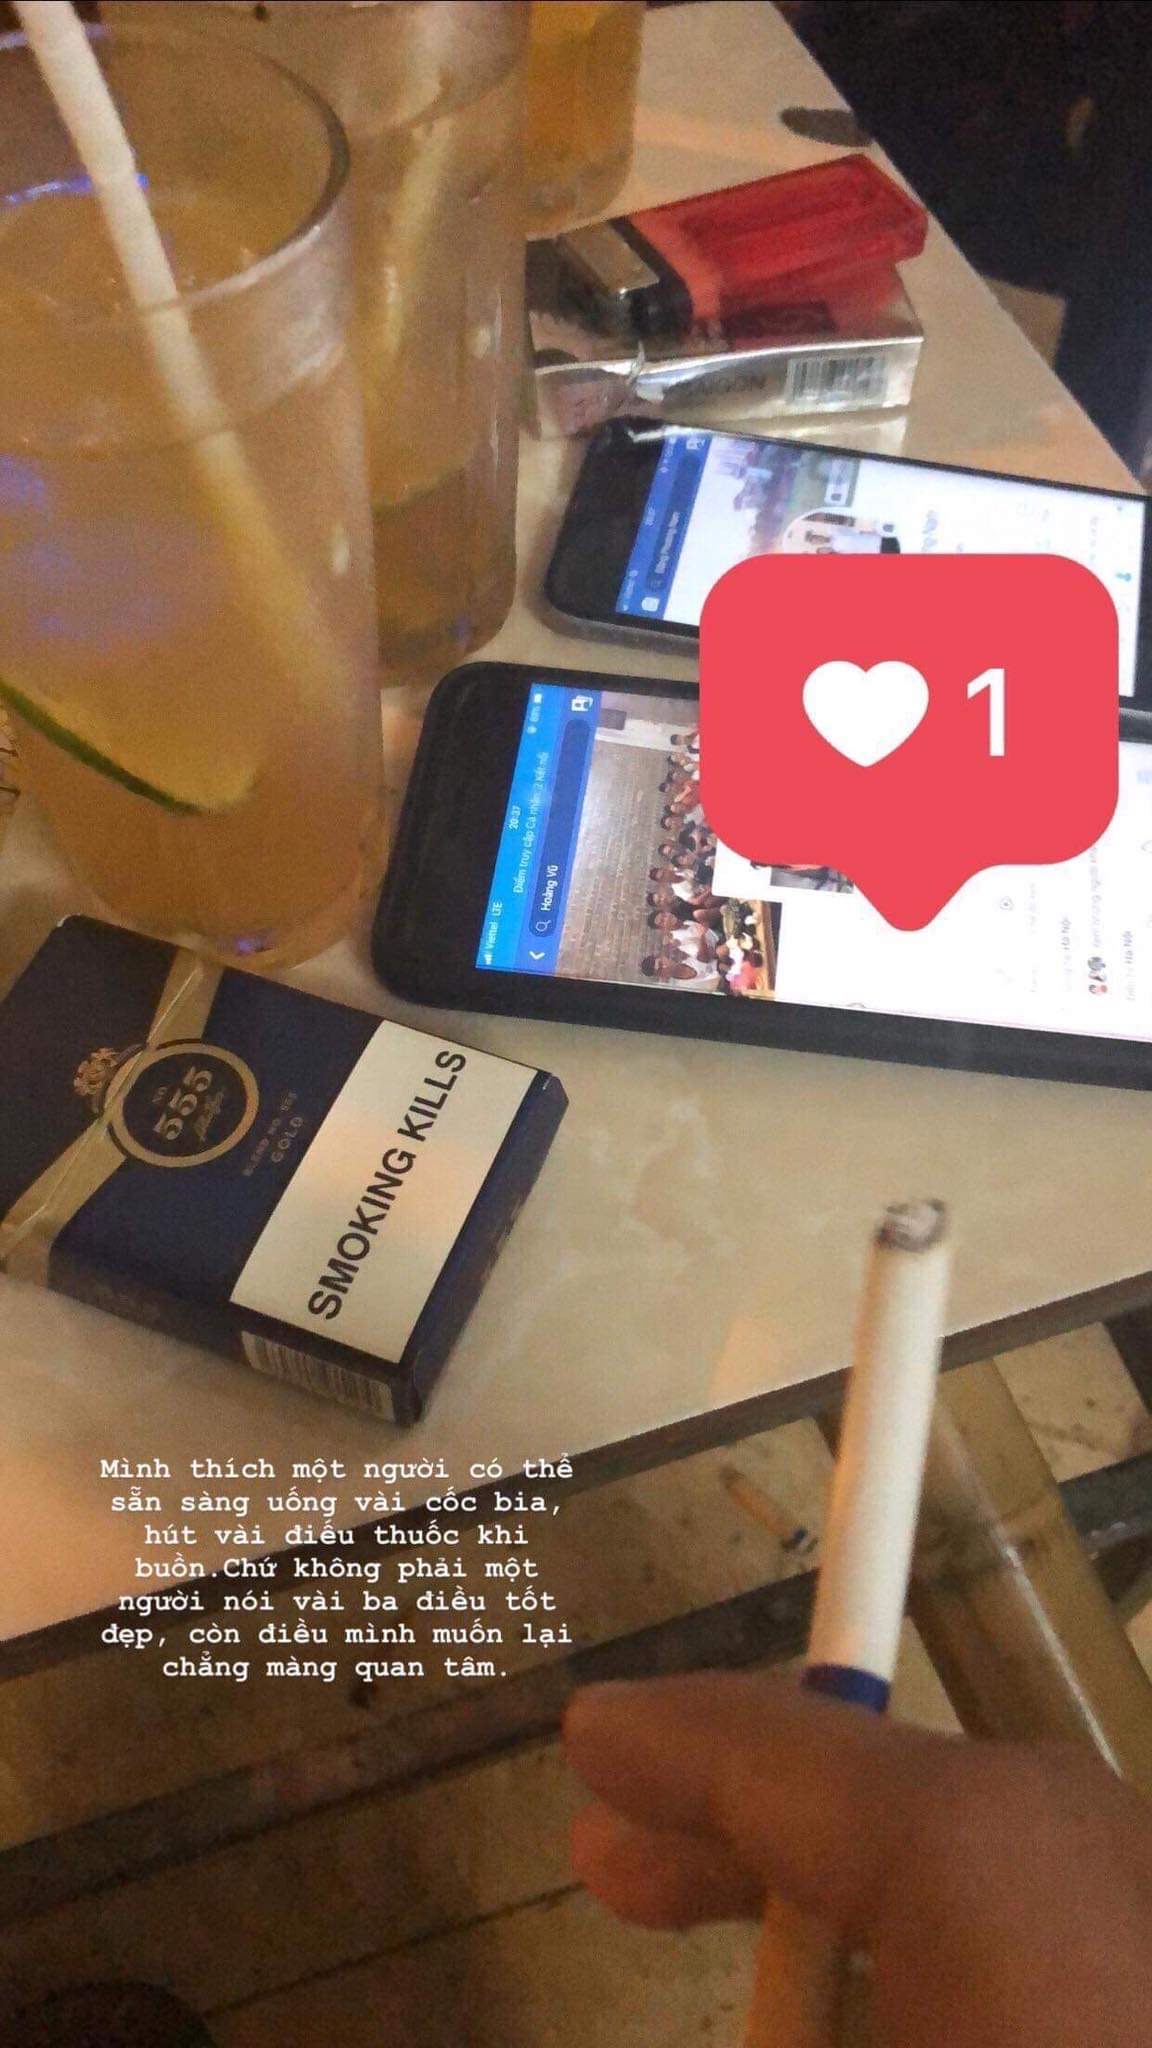 20:37
Viettel LTE
Điểm truy cập Cá nhân: 2 Kết nối
Hoàng Vũ
1
555
BLEND NO. 555
GOLD
SMOKING KILLS
Mình thích một người có thể
sẵn sàng uống vài cốc bia,
hút vài điếu thuốc khi
buồn.Chứ không phải một
người nói vài ba điều tốt
đẹp, còn điều mình muốn lại
chẳng màng quan tâm.